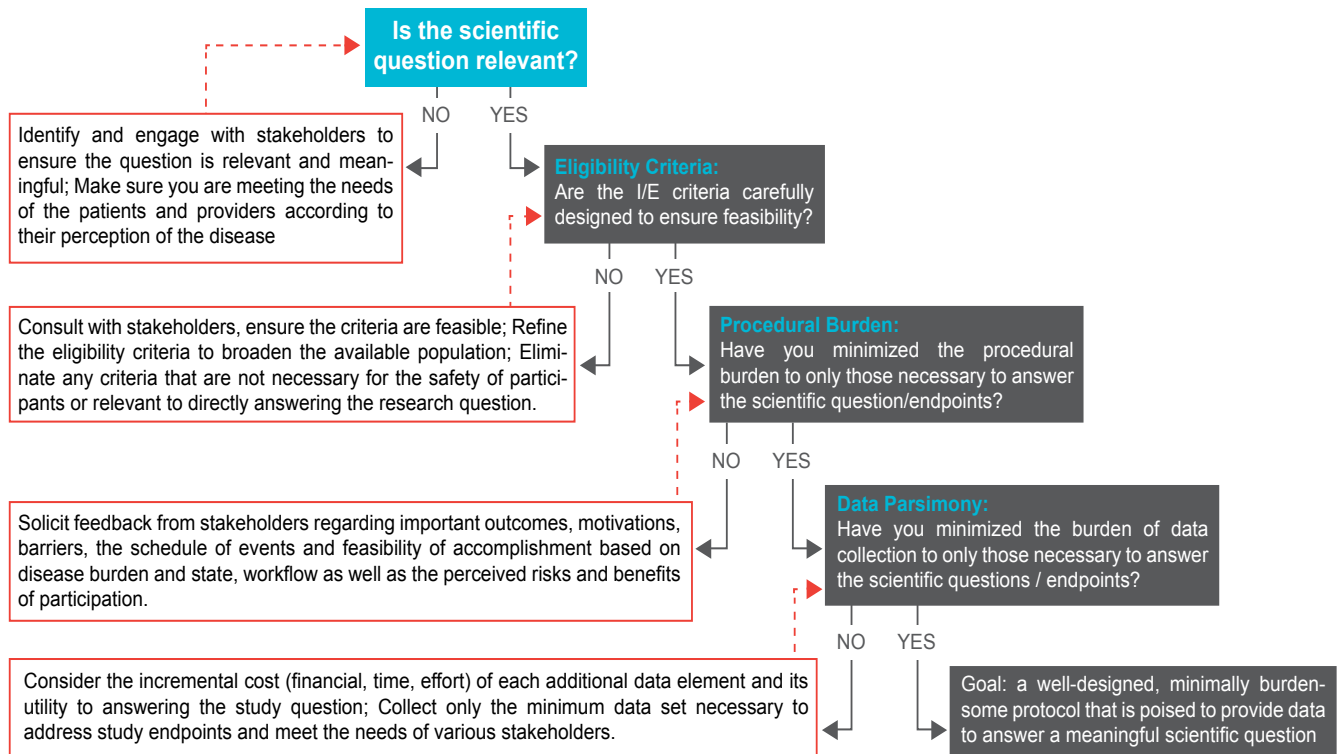 Is the scientific
question relevant?
NO
YES
Identify and engage with stakeholders to
ensure the question is relevant and mean-
ingful; Make sure you are meeting the needs
of the patients and providers according to
their perception of the disease
Eligibility Criteria:
Are the I/E criteria carefully
designed to ensure feasibility?
NO
YES
Consult with stakeholders, ensure the criteria are feasible; Refine
the eligibility criteria to broaden the available population; Elimi-
nate any criteria that are not necessary for the safety of partici-
pants or relevant to directly answering the research question.
Procedural Burden:
Have you minimized the procedural
burden to only those necessary to answer
the scientific question/endpoints?
NO
YES
Solicit feedback from stakeholders regarding important outcomes, motivations,
barriers, the schedule of events and feasibility of accomplishment based on
disease burden and state, workflow as well as the perceived risks and benefits
of participation.
Data Parsimony:
Have you minimized the burden of data
collection to only those necessary to answer
the scientific questions / endpoints?
NO
YES
Consider the incremental cost (financial, time, effort) of each additional data element and its
utility to answering the study question; Collect only the minimum data set necessary to
address study endpoints and meet the needs of various stakeholders.
Goal: a well-designed, minimally burden-
some protocol that is poised to provide data
to answer a meaningful scientific question